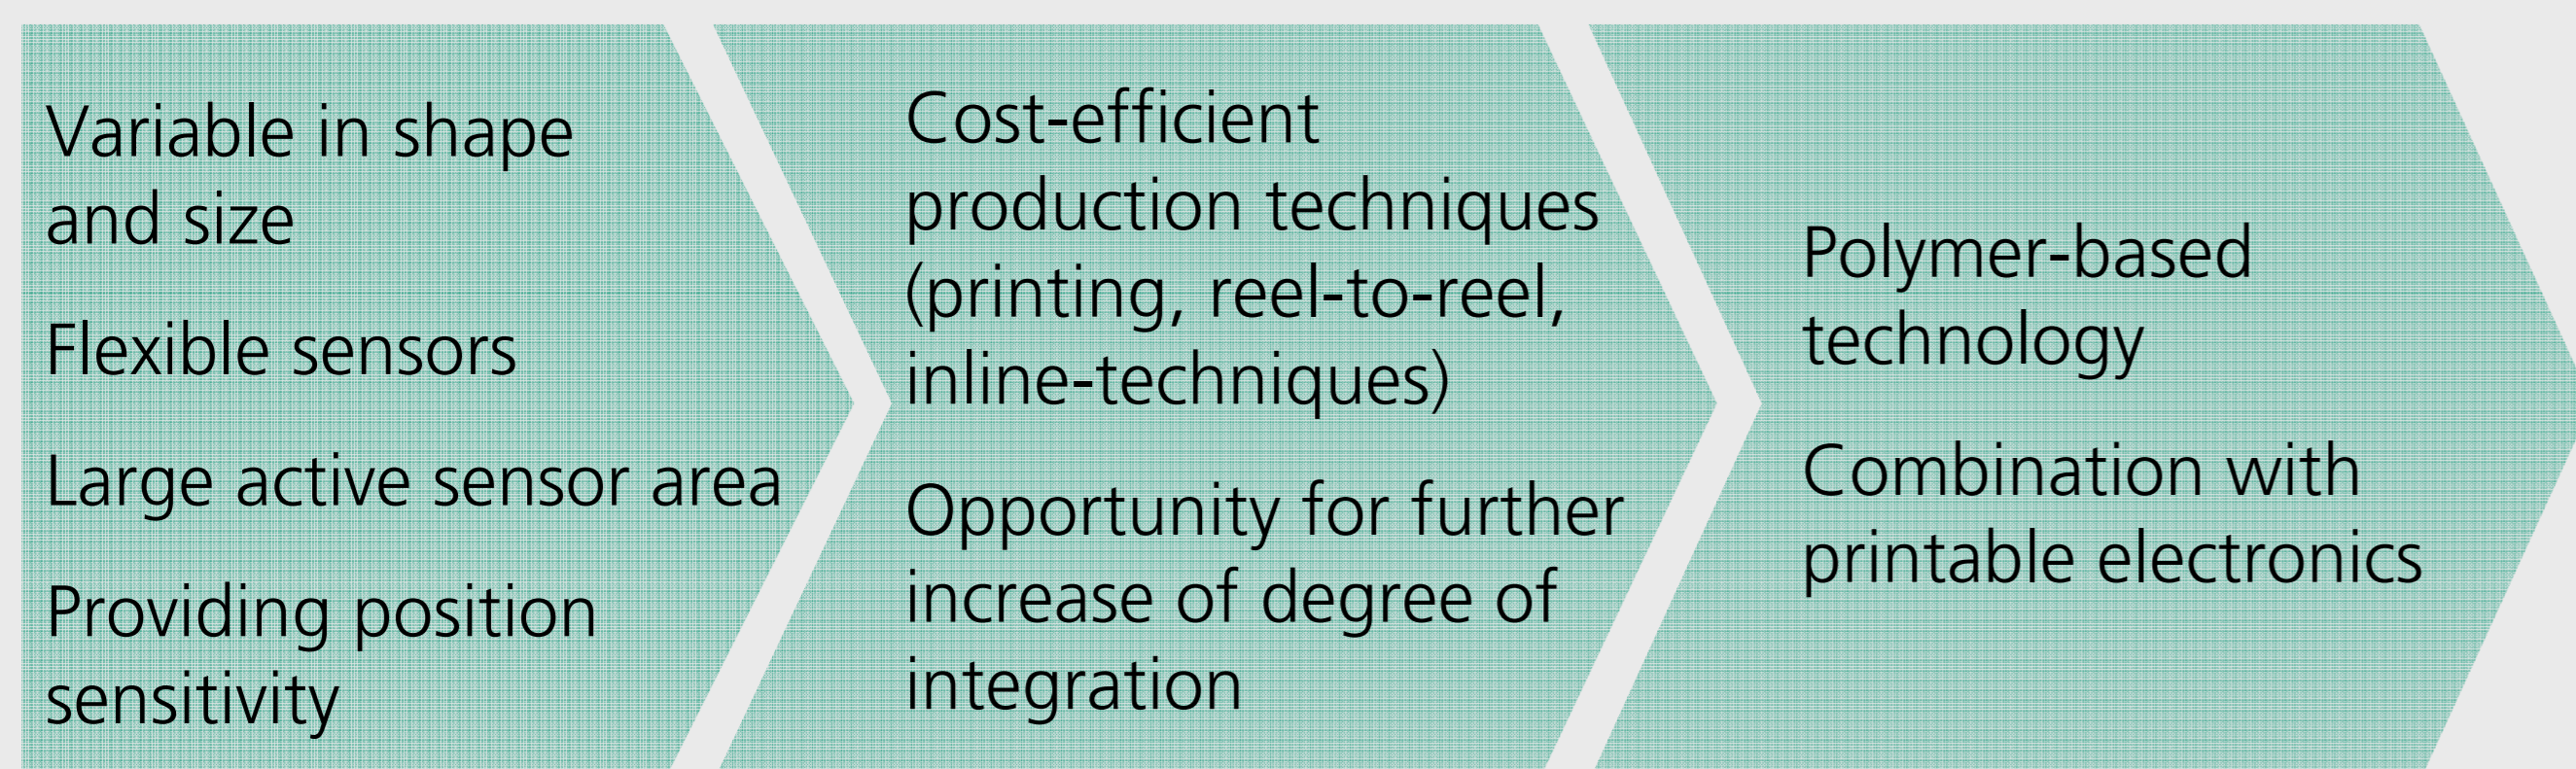 Variable in shape
and size
Flexible sensors
Large active sensor area
Providing position
sensitivity
Cost-efficient
production techniques
(printing, reel-to-reel,
inline-techniques)
Opportunity for further
increase of degree of
integration
Polymer-based
technology
Combination with
printable electronics